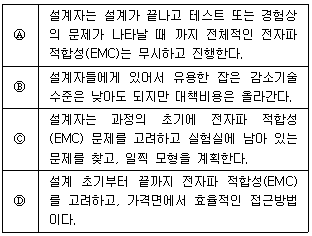 Ⓐ 설계자는 설계가 끝나고 테스트 또는 경험상
의 문제가 나타날 때 까지 전체적인 전자파
적합성(EMC)는 무시하고 진행한다.
Ⓑ 설계자들에게 있어서 유용한 잡은 감소기술
수준은 낮아도 되지만 대책비용은 올라간다.
Ⓒ 설계자는 과정의 초기에 전자파 적합성
(EMC) 문제를 고려하고 실험실에 남아 있는
문제를 찾고, 일찍 모형을 계획한다.
Ⓓ 설계 초기부터 끝까지 전자파 적합성(EMC)
를 고려하고, 가격면에서 효율적인 접근방법
이다.